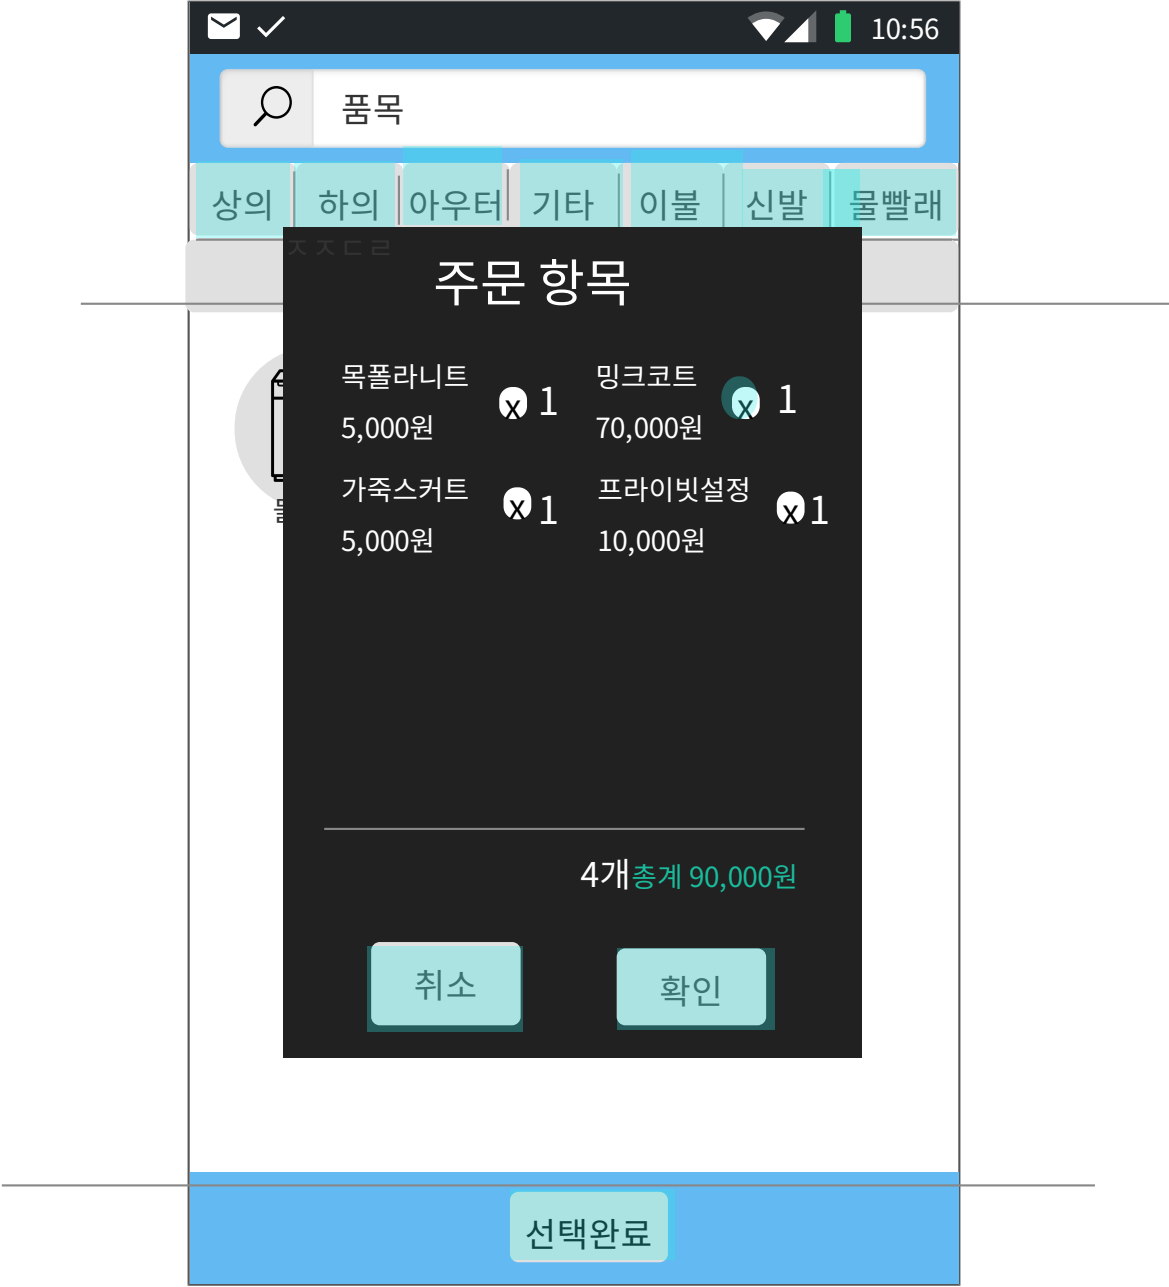 10:56
품목
상의 하의 아우터 기타 이불 신발 물빨래
ㅈㅈㄷㄹ
주문 항목
목폴라니트 x 1 밍크코트 x 1
5,000원 70,000원
가죽스커트 x 1 프라이빗설정 x 1
5,000원 10,000원
4개 총계 90,000원
취소 확인
선택완료